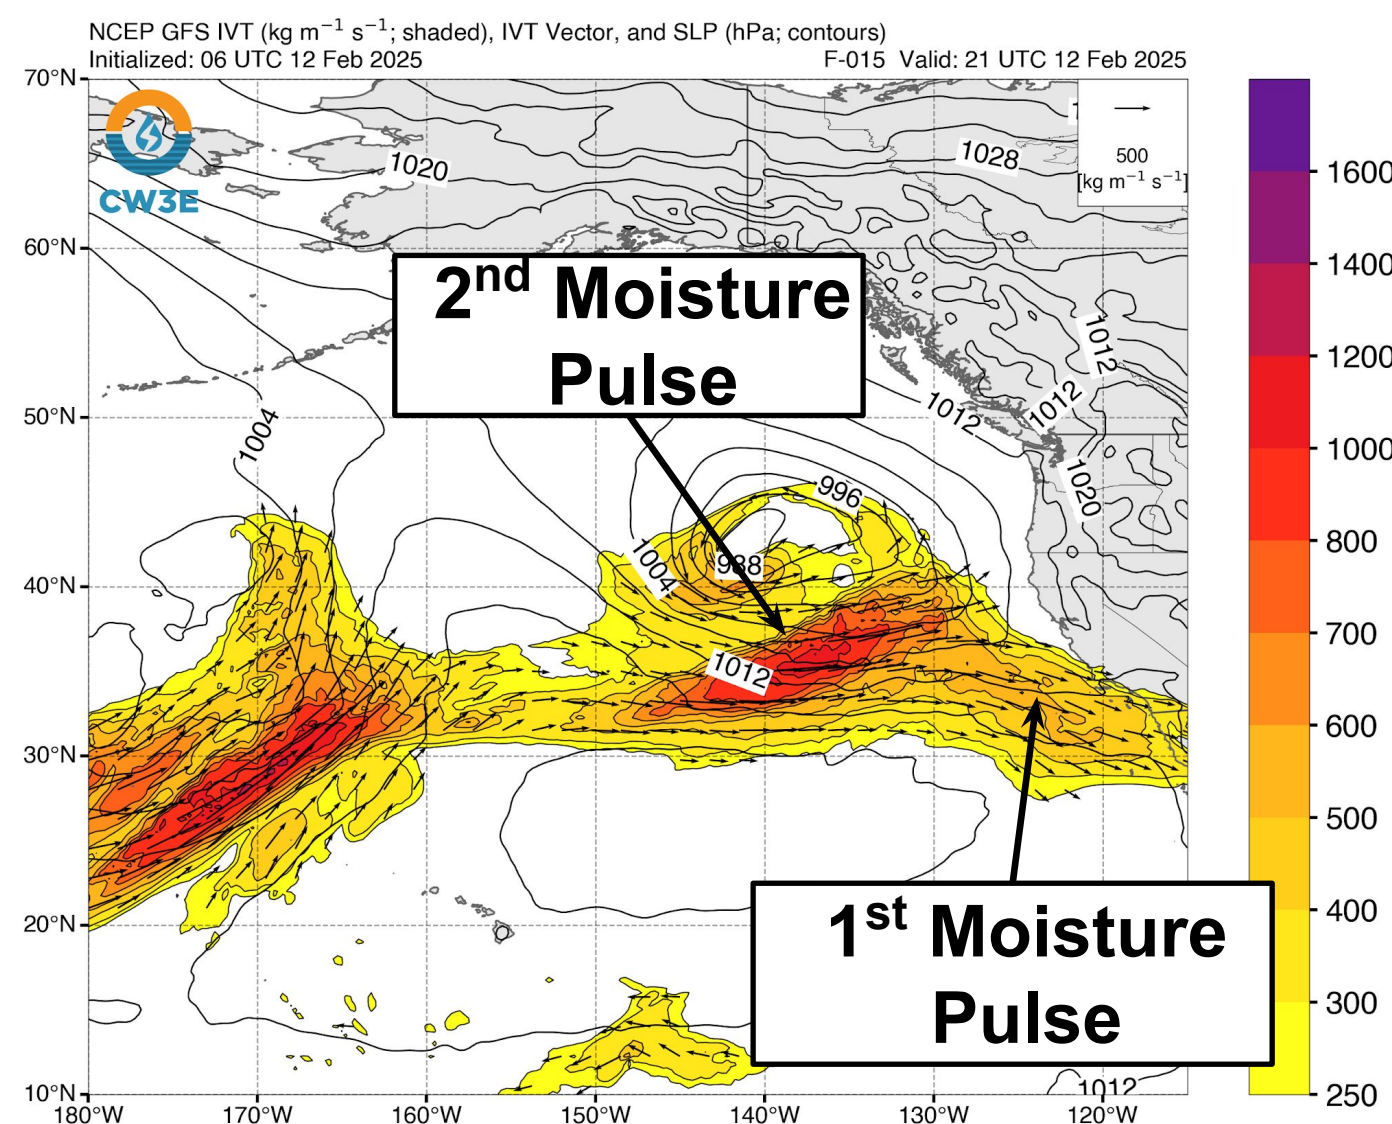 NCEP GFS IVT (kg m⁻¹ s⁻¹; shaded), IVT Vector, and SLP (hPa; contours)
Initialized: 06 UTC 12 Feb 2025
F-015 Valid: 21 UTC 12 Feb 2025
70°N
60°N
50°N
40°N
30°N
20°N
10°N
180°W
170°W
160°W
150°W
140°W
130°W
120°W
CW3E
500
[kg m⁻¹ s⁻¹]
1020
1028
2nd Moisture
Pulse
1012
1012
1012
1004
1020
996
1004
988
1012
1st Moisture
Pulse
1012
1600
1400
1200
1000
800
700
600
500
400
300
250